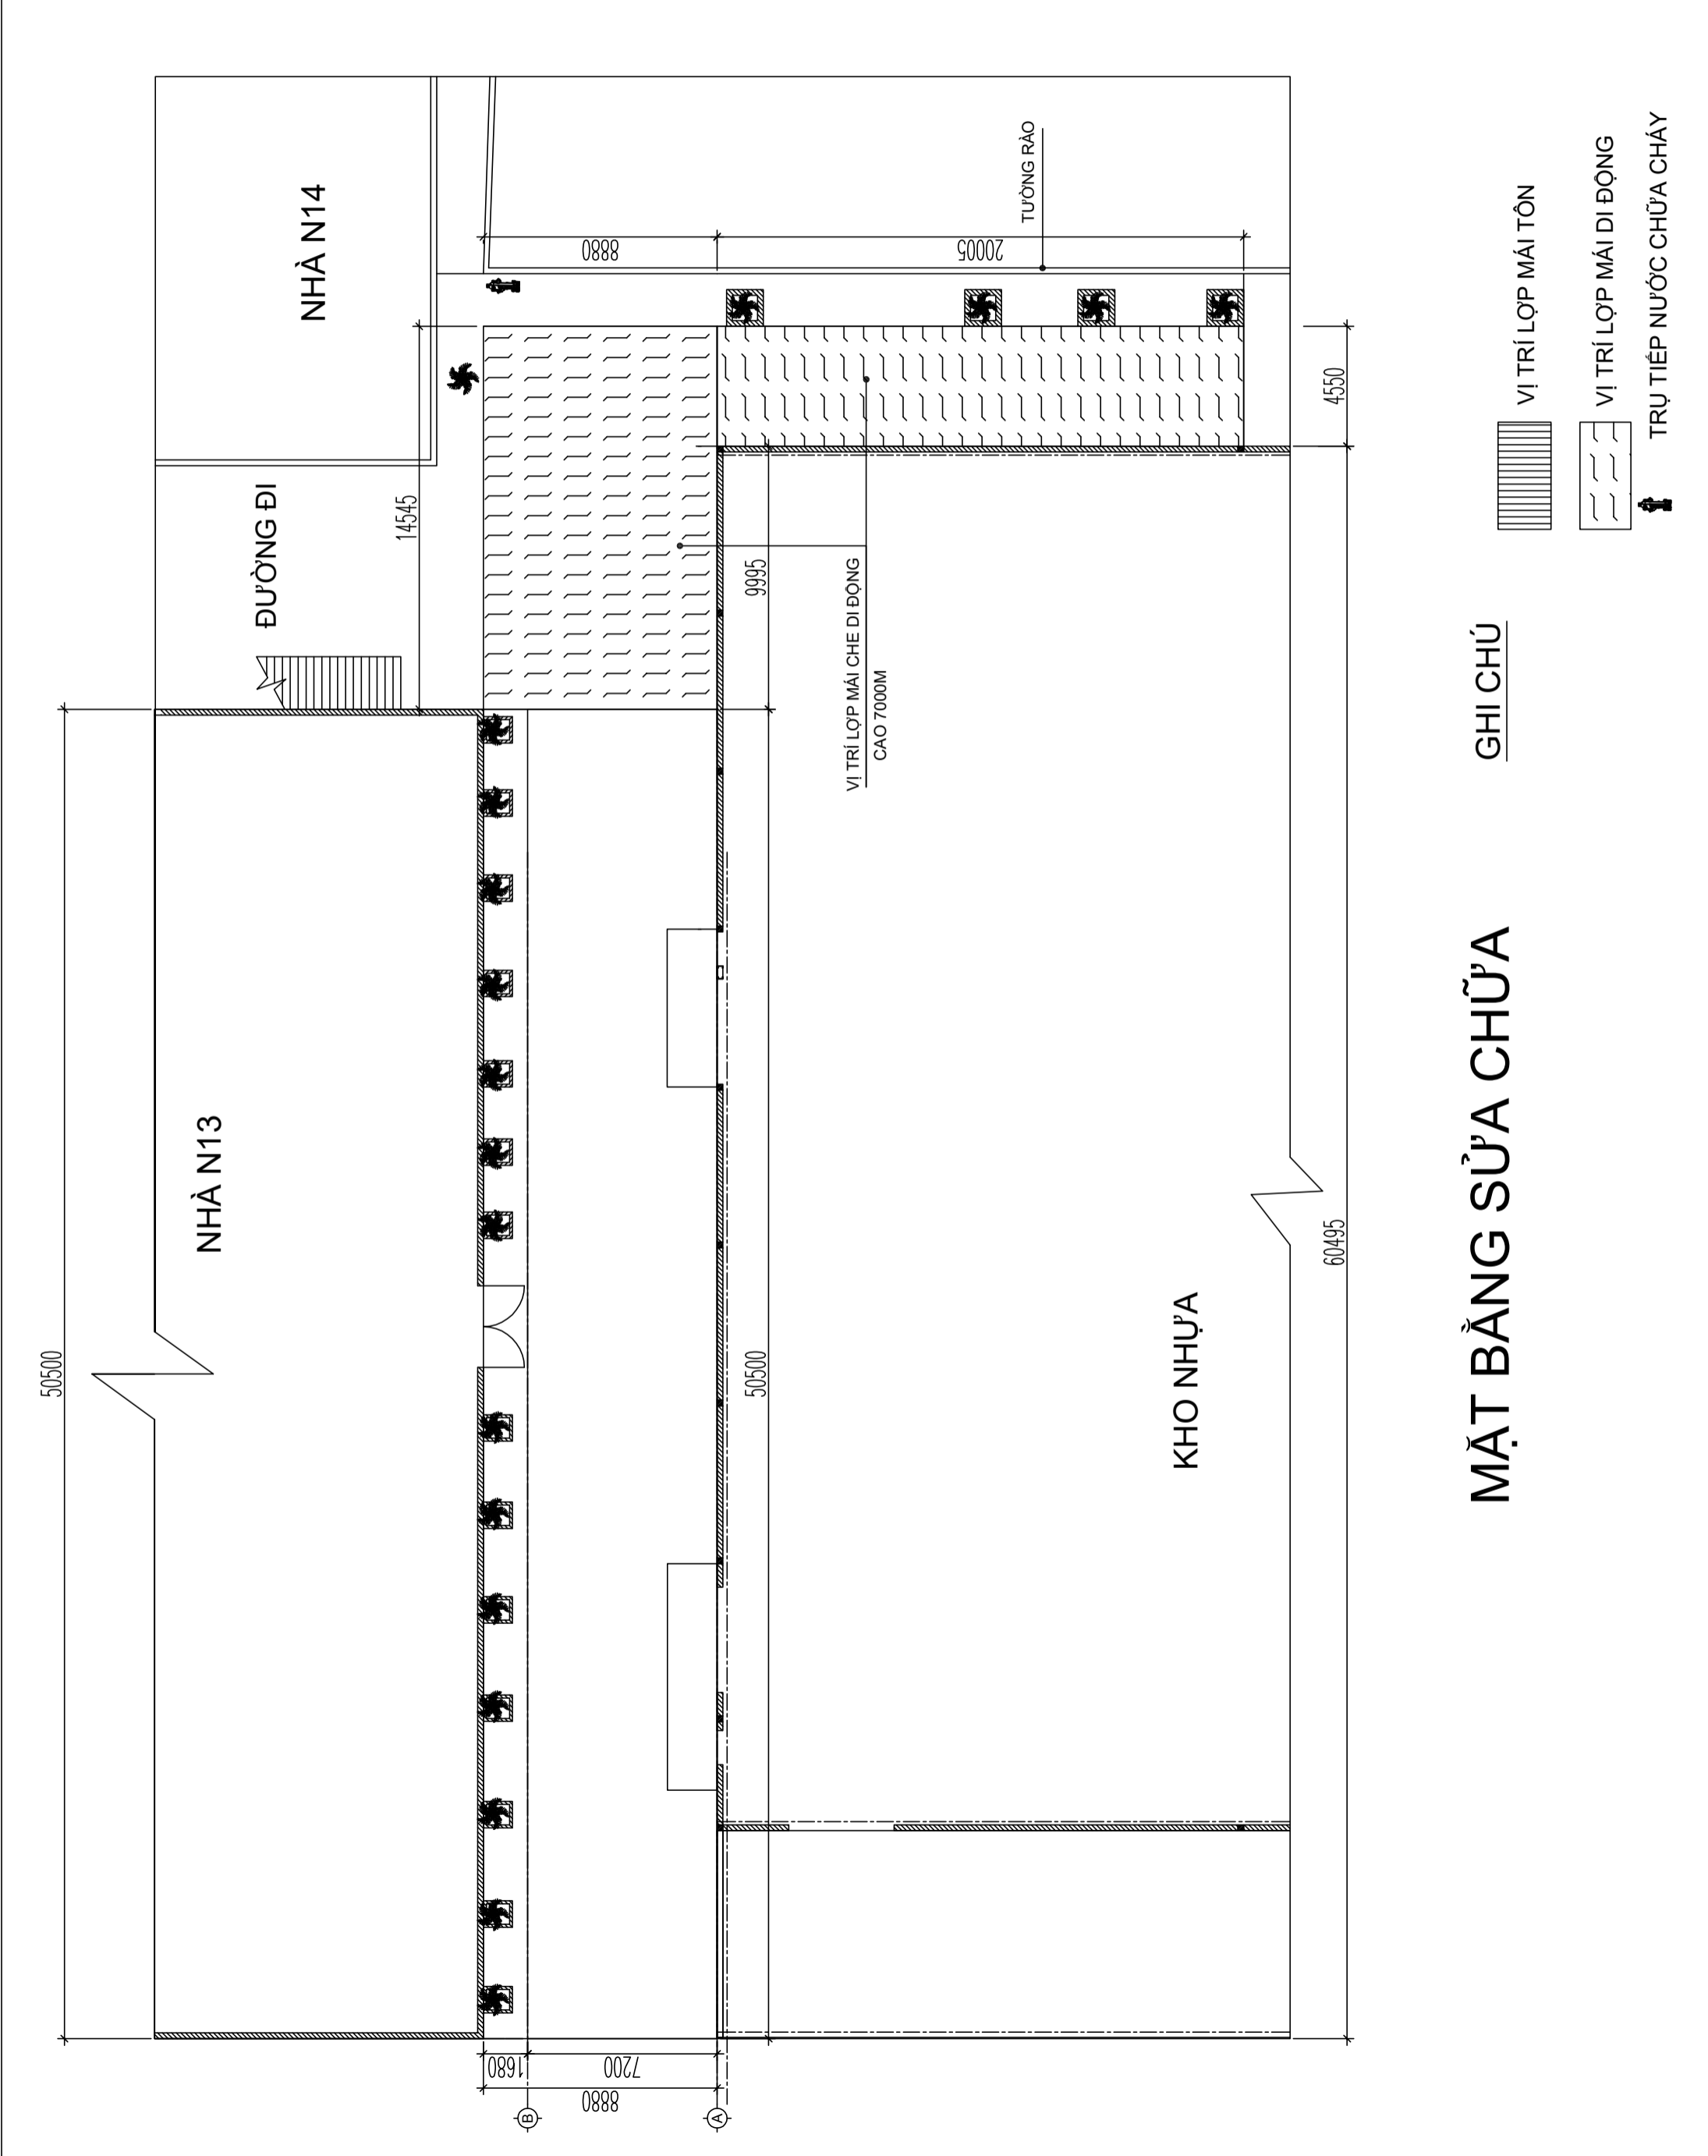 NHÀ N14
NHÀ N13
ĐƯỜNG ĐI
TƯỜNG RÀO
VỊ TRÍ LỢP MÁI CHE DI ĐỘNG
CAO 7000M
KHO NHỰA
50500
14545
9995
50500
8880
20005
4550
60495
1680
7200
8880
B
A
MẶT BẰNG SỬA CHỮA
GHI CHÚ
VỊ TRÍ LỢP MÁI TÔN
VỊ TRÍ LỢP MÁI DI ĐỘNG
TRỤ TIẾP NƯỚC CHỮA CHÁY